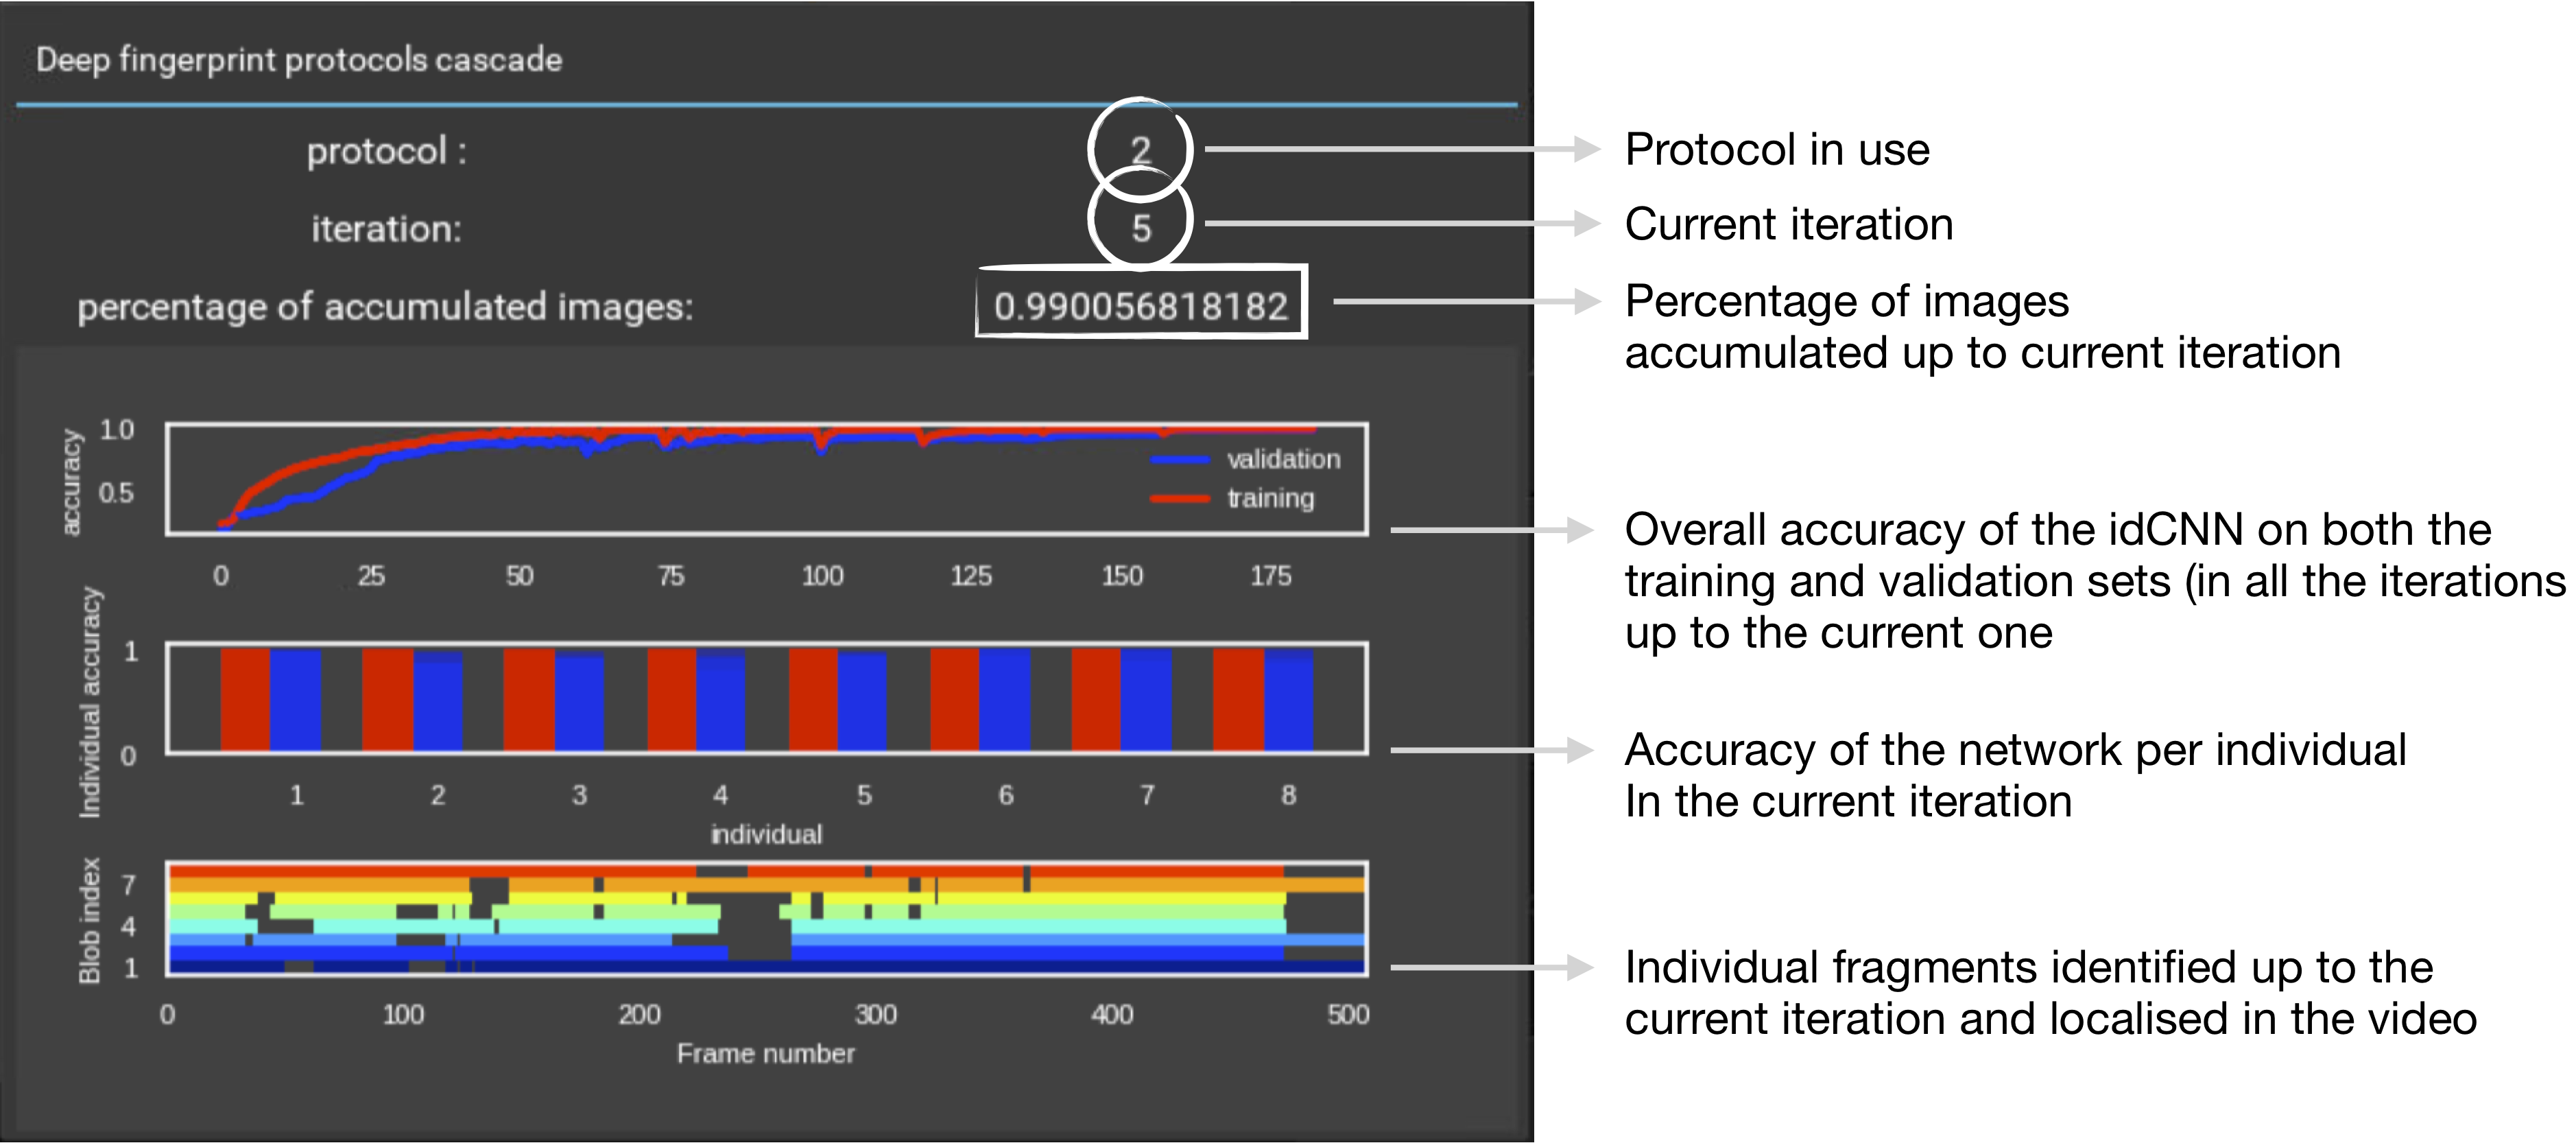 Deep fingerprint protocols cascade
protocol :
2
Protocol in use
iteration:
5
Current iteration
percentage of accumulated images:
0.990056818182
Percentage of images
accumulated up to current iteration
accuracy
1.0
0.5
validation
training
0 25 50 75 100 125 150 175
Overall accuracy of the idCNN on both the
training and validation sets (in all the iterations
up to the current one
Individual accuracy
1
0
1 2 3 4 5 6 7 8
individual
Accuracy of the network per individual
In the current iteration
Blob index
7
4
1
0 100 200 300 400 500
Frame number
Individual fragments identified up to the
current iteration and localised in the video